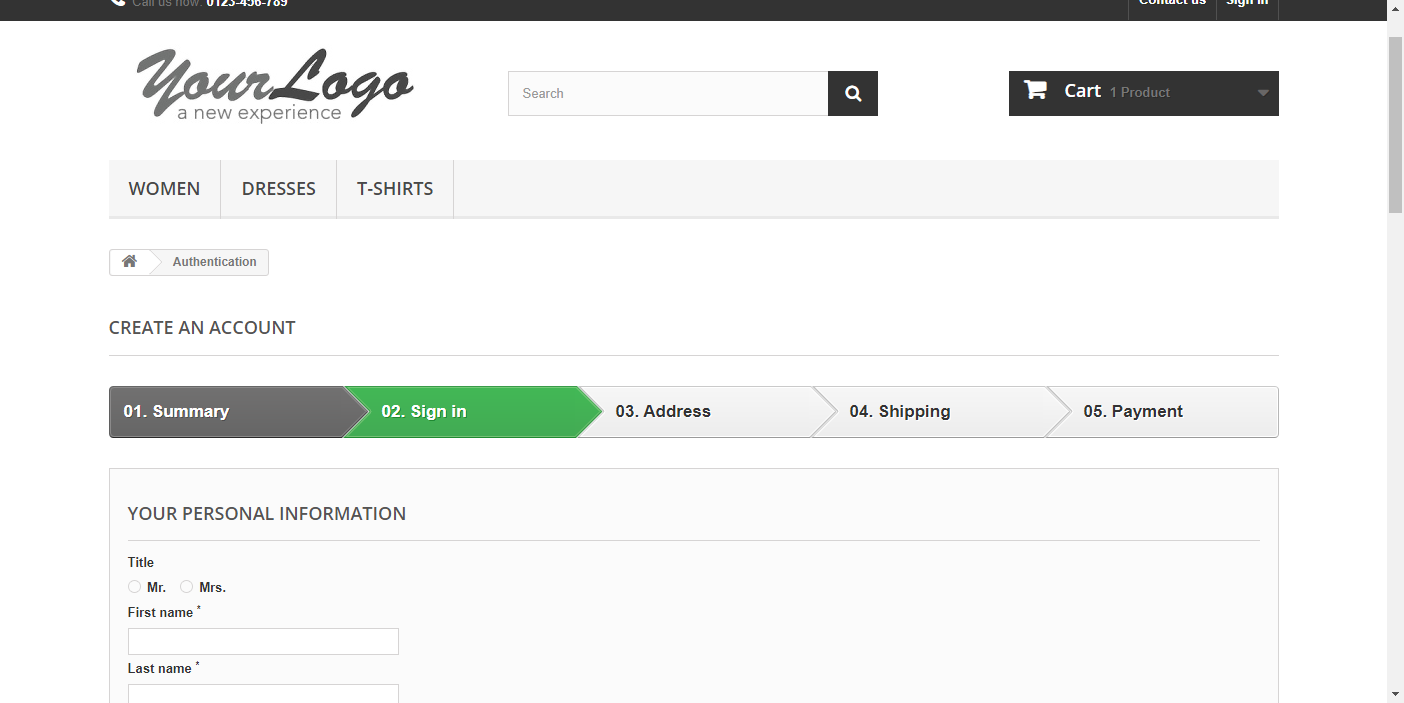 Call us now: 0123-456-789
Contact us
Sign in
YourLogo
a new experience
Search
Cart 1 Product
WOMEN
DRESSES
T-SHIRTS
Authentication
CREATE AN ACCOUNT
01. Summary
02. Sign in
03. Address
04. Shipping
05. Payment
YOUR PERSONAL INFORMATION
Title
Mr.
Mrs.
First name *
Last name *